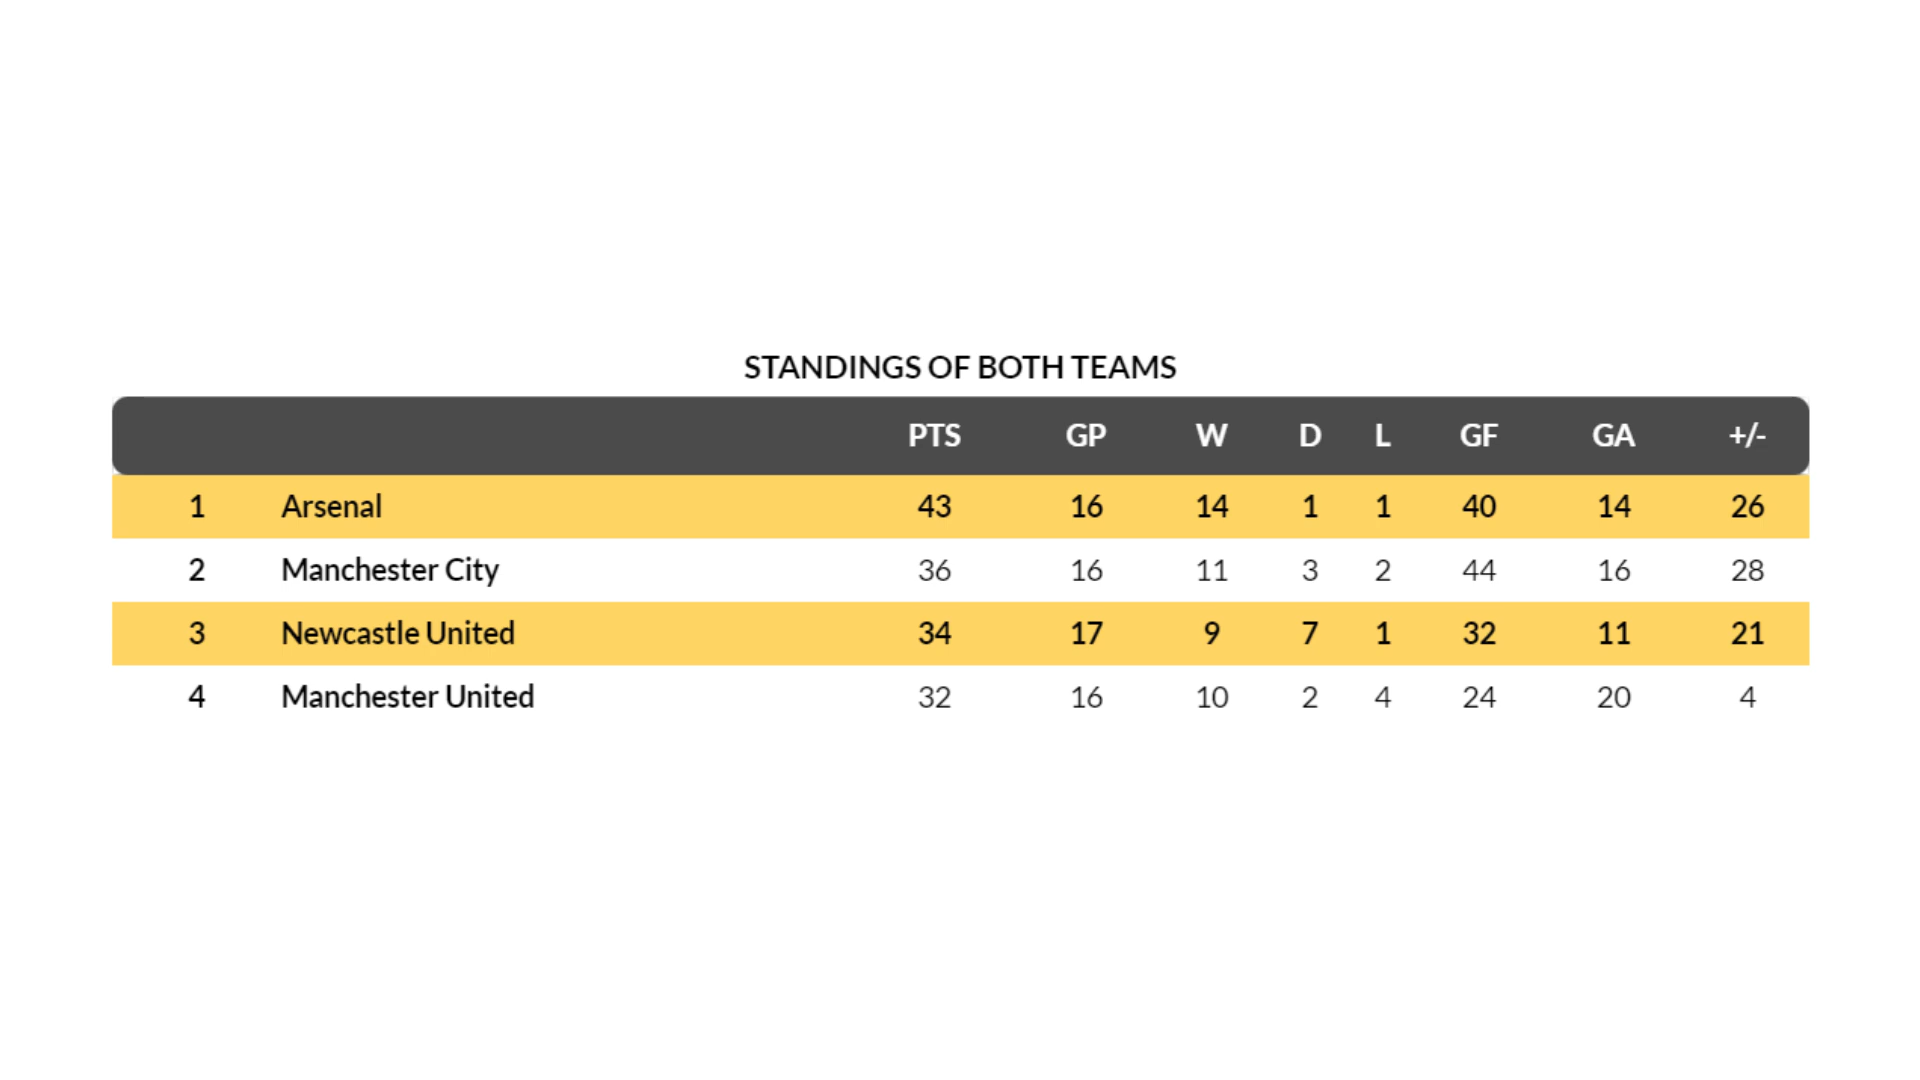 STANDINGS OF BOTH TEAMS
PTS GP W D L GF GA +/-
1 Arsenal 43 16 14 1 1 40 14 26
2 Manchester City 36 16 11 3 2 44 16 28
3 Newcastle United 34 17 9 7 1 32 11 21
4 Manchester United 32 16 10 2 4 24 20 4